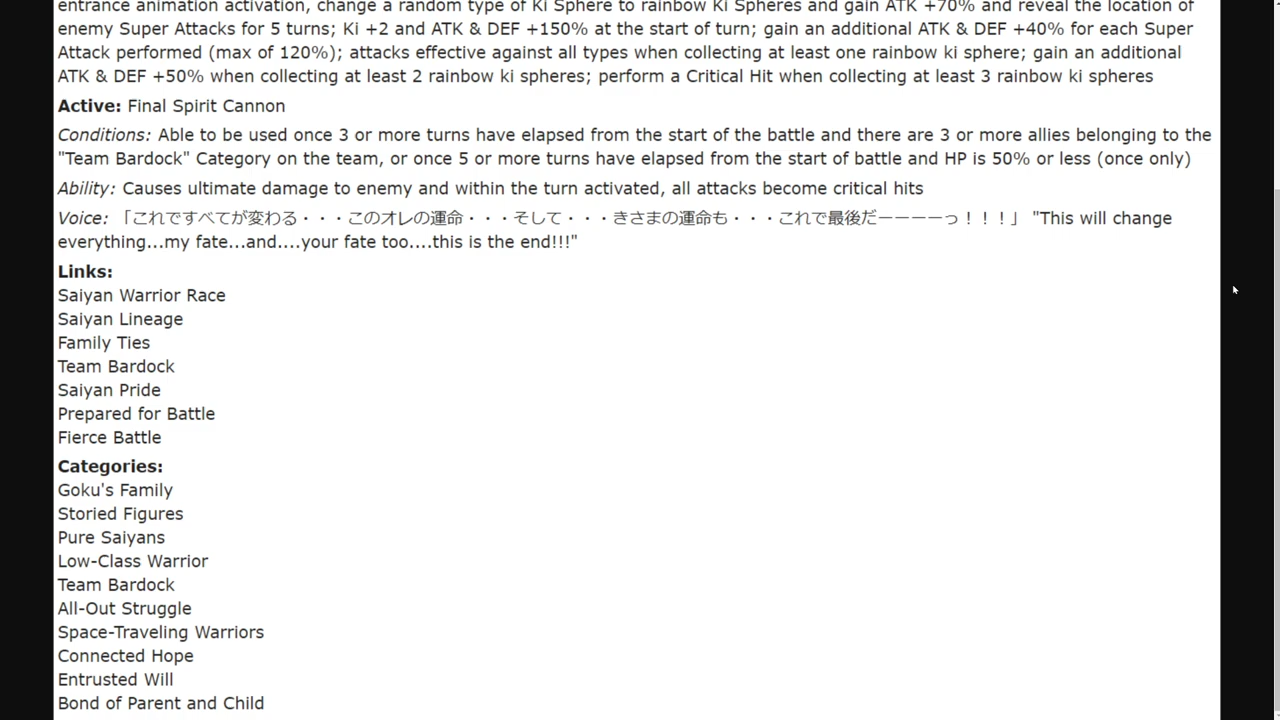 entrance animation activation, change a random type of Ki Sphere to rainbow Ki Spheres and gain ATK +70% and reveal the location of
enemy Super Attacks for 5 turns; Ki +2 and ATK & DEF +150% at the start of turn; gain an additional ATK & DEF +40% for each Super
Attack performed (max of 120%); attacks effective against all types when collecting at least one rainbow ki sphere; gain an additional
ATK & DEF +50% when collecting at least 2 rainbow ki spheres; perform a Critical Hit when collecting at least 3 rainbow ki spheres
Active: Final Spirit Cannon
Conditions: Able to be used once 3 or more turns have elapsed from the start of the battle and there are 3 or more allies belonging to the
"Team Bardock" Category on the team, or once 5 or more turns have elapsed from the start of battle and HP is 50% or less (once only)
Ability: Causes ultimate damage to enemy and within the turn activated, all attacks become critical hits
Voice: 「これですべてが変わる・・・このオレの運命・・・そして・・・きさまの運命も・・・これで最後だーーーーっ！！！」 "This will change
everything...my fate...and....your fate too....this is the end!!!"
Links:
Saiyan Warrior Race
Saiyan Lineage
Family Ties
Team Bardock
Saiyan Pride
Prepared for Battle
Fierce Battle
Categories:
Goku's Family
Storied Figures
Pure Saiyans
Low-Class Warrior
Team Bardock
All-Out Struggle
Space-Traveling Warriors
Connected Hope
Entrusted Will
Bond of Parent and Child